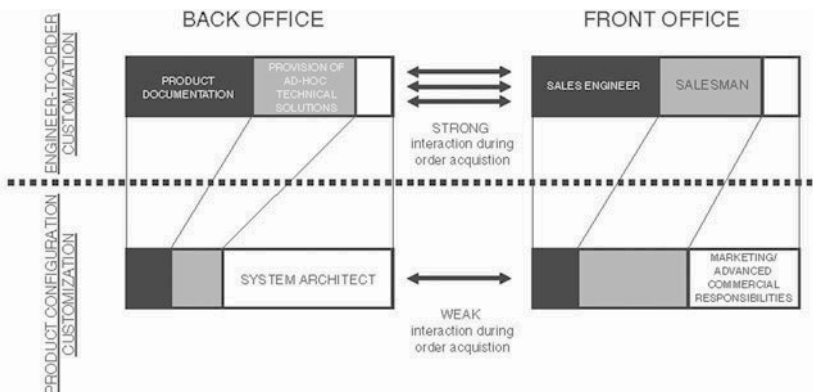 BACK OFFICE
FRONT OFFICE
ENGINEER-TO-ORDER
CUSTOMIZATION
PRODUCT
DOCUMENTATION
PROVISION OF
AD-HOC
TECHNICAL
SOLUTIONS
SALES ENGINEER
SALESMAN
STRONG
interaction during
order acquistion
PRODUCT CONFIGURATION
CUSTOMIZATION
SYSTEM ARCHITECT
MARKETING/
ADVANCED
COMMERCIAL
RESPONSIBILITIES
WEAK
interaction during
order acquistion